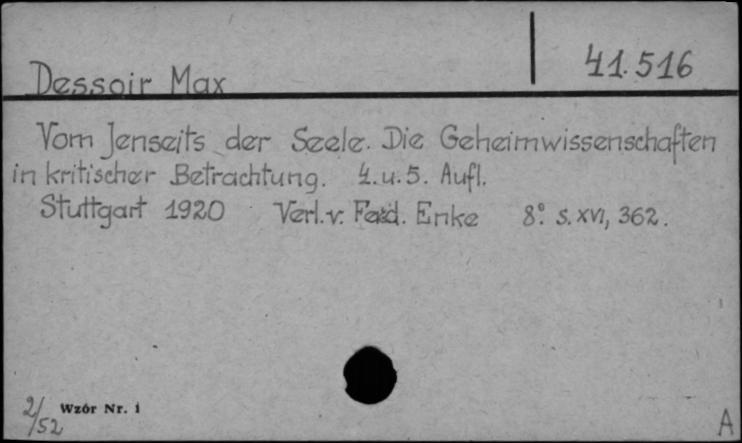 Dessoir Max
41.516
Vom Jenseits der Seele. Die Geheimwissenschaften
in kritischer Betrachtung. 4.u.5. Aufl.
Stuttgart 1920 Verl.v. Ferd. Enke 8° s. XVI, 362.
2/52 Wzór Nr. 1
A